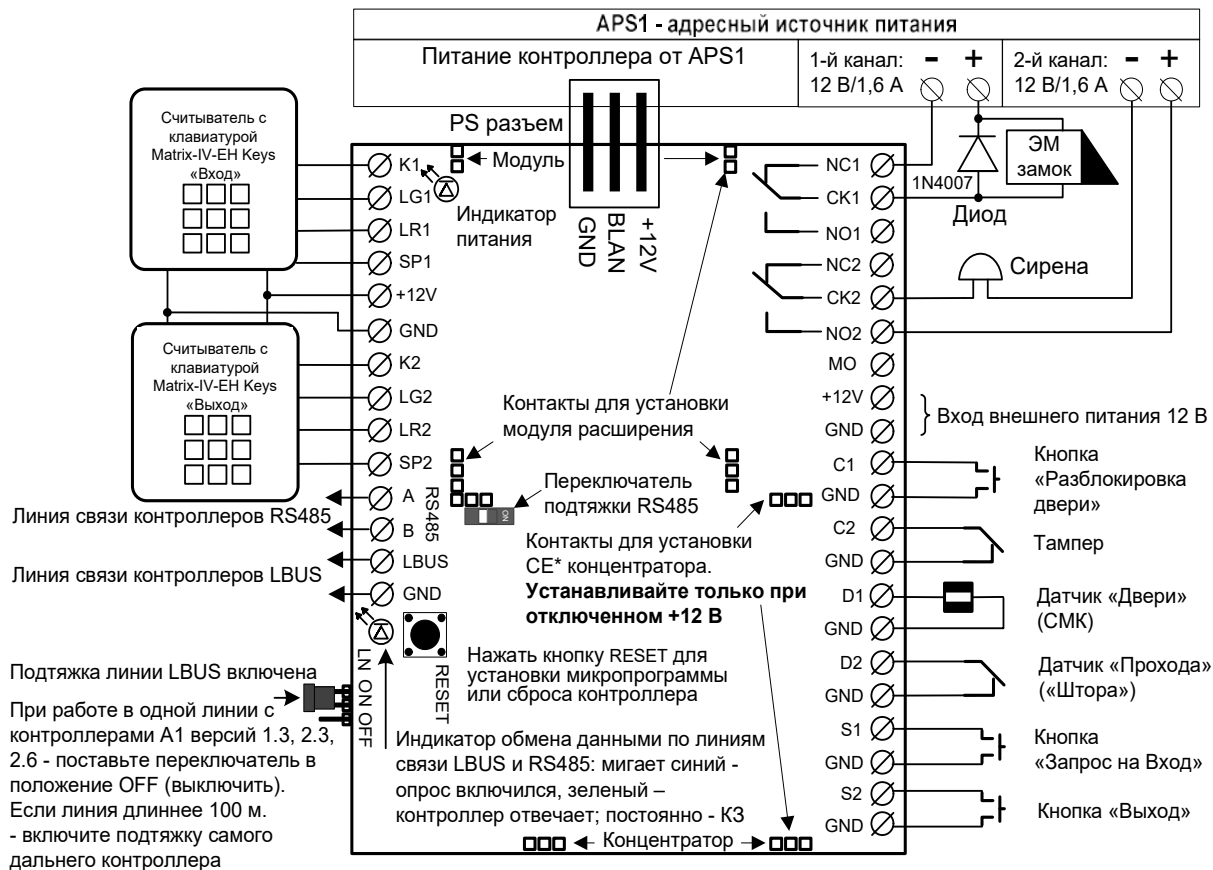 APS1 - адресный источник питания
Питание контроллера от APS1
1-й канал: - +
12 В/1,6 А
2-й канал: - +
12 В/1,6 А
Считыватель с
клавиатурой
Matrix-IV-EH Keys
«Вход»
Считыватель с
клавиатурой
Matrix-IV-EH Keys
«Выход»
Линия связи контроллеров RS485
Линия связи контроллеров LBUS
Подтяжка линии LBUS включена
При работе в одной линии с
контроллерами А1 версий 1.3, 2.3,
2.6 - поставьте переключатель в
положение OFF (выключить).
Если линия длиннее 100 м.
- включите подтяжку самого
дальнего контроллера
K1
LG1
LR1
SP1
+12V
GND
K2
LG2
LR2
SP2
A
B
RS485
LBUS
GND
LN ON OFF
RESET
PS разъем
Модуль
Индикатор
питания
GND
BLAN
+12V
Контакты для установки
модуля расширения
Переключатель
подтяжки RS485
ON
Контакты для установки
CE* концентратора.
Устанавливайте только при
отключенном +12 В
Нажать кнопку RESET для
установки микропрограммы
или сброса контроллера
Индикатор обмена данными по линиям
связи LBUS и RS485: мигает синий -
опрос включился, зеленый –
контроллер отвечает; постоянно - КЗ
Концентратор
NC1
CK1
NO1
NC2
CK2
NO2
MO
+12V
GND
C1
GND
C2
GND
D1
GND
D2
GND
S1
GND
S2
GND
1N4007
Диод
ЭМ
замок
Сирена
Вход внешнего питания 12 В
Кнопка
«Разблокировка
двери»
Тампер
Датчик «Двери»
(СМК)
Датчик «Прохода»
(«Штора»)
Кнопка
«Запрос на Вход»
Кнопка «Выход»